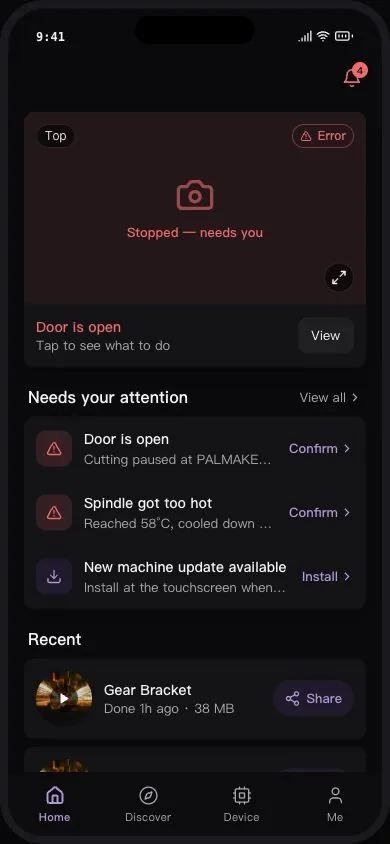 9:41
4
Top
Error
Stopped — needs you
Door is open
Tap to see what to do
View
Needs your attention
View all
Door is open
Cutting paused at PALMAKE...
Confirm
Spindle got too hot
Reached 58°C, cooled down ...
Confirm
New machine update available
Install at the touchscreen when...
Install
Recent
Gear Bracket
Done 1h ago · 38 MB
Share
Home
Discover
Device
Me